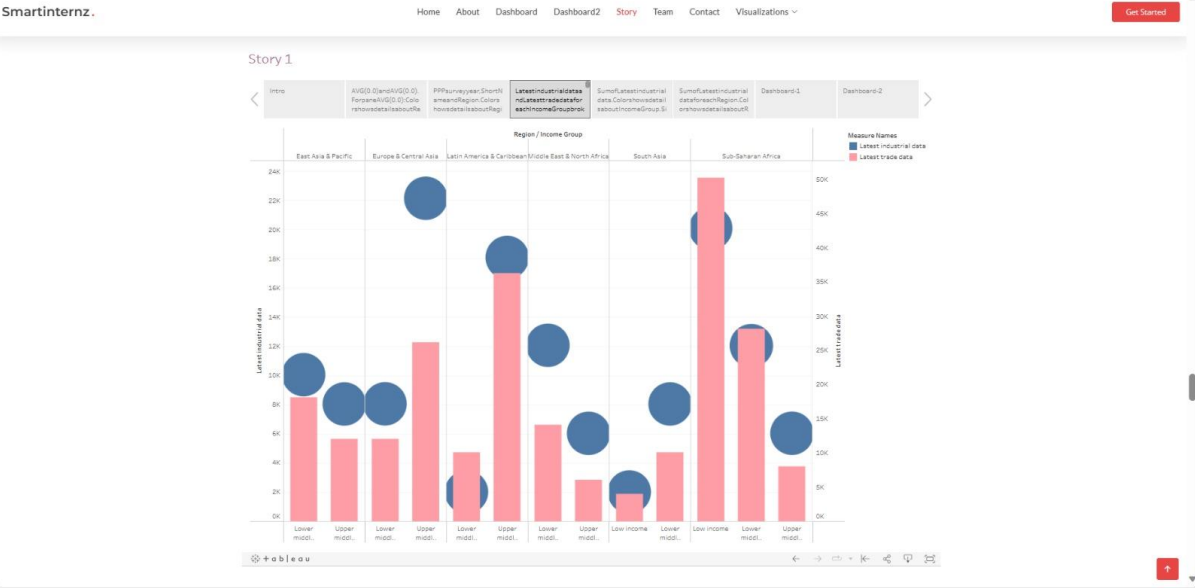 Smartinternz.
Home About Dashboard Dashboard2 Story Team Contact Visualizations
Get Started
Story 1
Intro
AVG(0.0)andAVG(0.0).
ForpaneAVG(0.0):Colo
rshowsdetailsaboutRe
PPPsurveyyear,ShortN
ameandRegion.Colors
howsdetailsaboutRegi
Latestindustrialdataa
ndLatesttradedatafor
eachIncomeGroupbrok
SumofLatestindustrial
data.Colorshowsdetail
saboutIncomeGroup.Si
SumofLatestindustrial
dataforeachRegion.Col
orshowsdetailsaboutR
Dashboard-1
Dashboard-2
Region / Income Group
East Asia & Pacific Europe & Central Asia Latin America & Caribbean Middle East & North Africa South Asia Sub-Saharan Africa
Measure Names
Latest industrial data
Latest trade data
Latest industrial data
24K
22K
20K
18K
16K
14K
12K
10K
8K
6K
4K
2K
0K
50K
45K
40K
35K
30K
25K
20K
15K
10K
5K
0K
Latest trade data
Lower middl..
Upper middl..
Lower middl..
Upper middl..
Lower middl..
Upper middl..
Lower middl..
Upper middl..
Low income
Lower middl..
Low income
Lower middl..
Upper middl..
+ableau